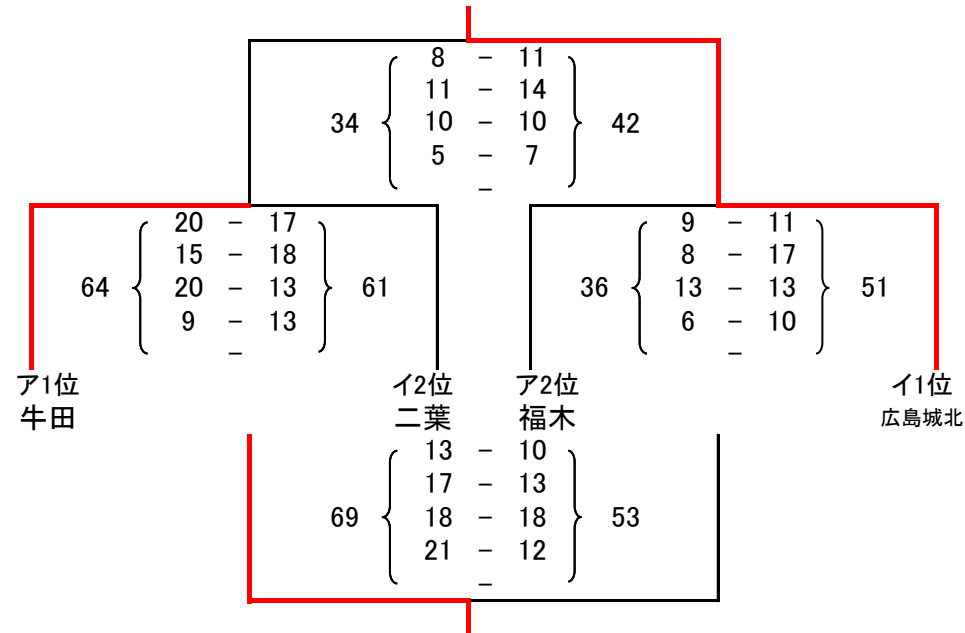 8 － 11
11 － 14
34 10 － 10 42
5 － 7
－
20 － 17
15 － 18
64 20 － 13 61
9 － 13
－
9 － 11
8 － 17
36 13 － 13 51
6 － 10
－
ア1位 イ2位 ア2位 イ1位
牛田 二葉 福木 広島城北
13 － 10
17 － 13
69 18 － 18 53
21 － 12
－